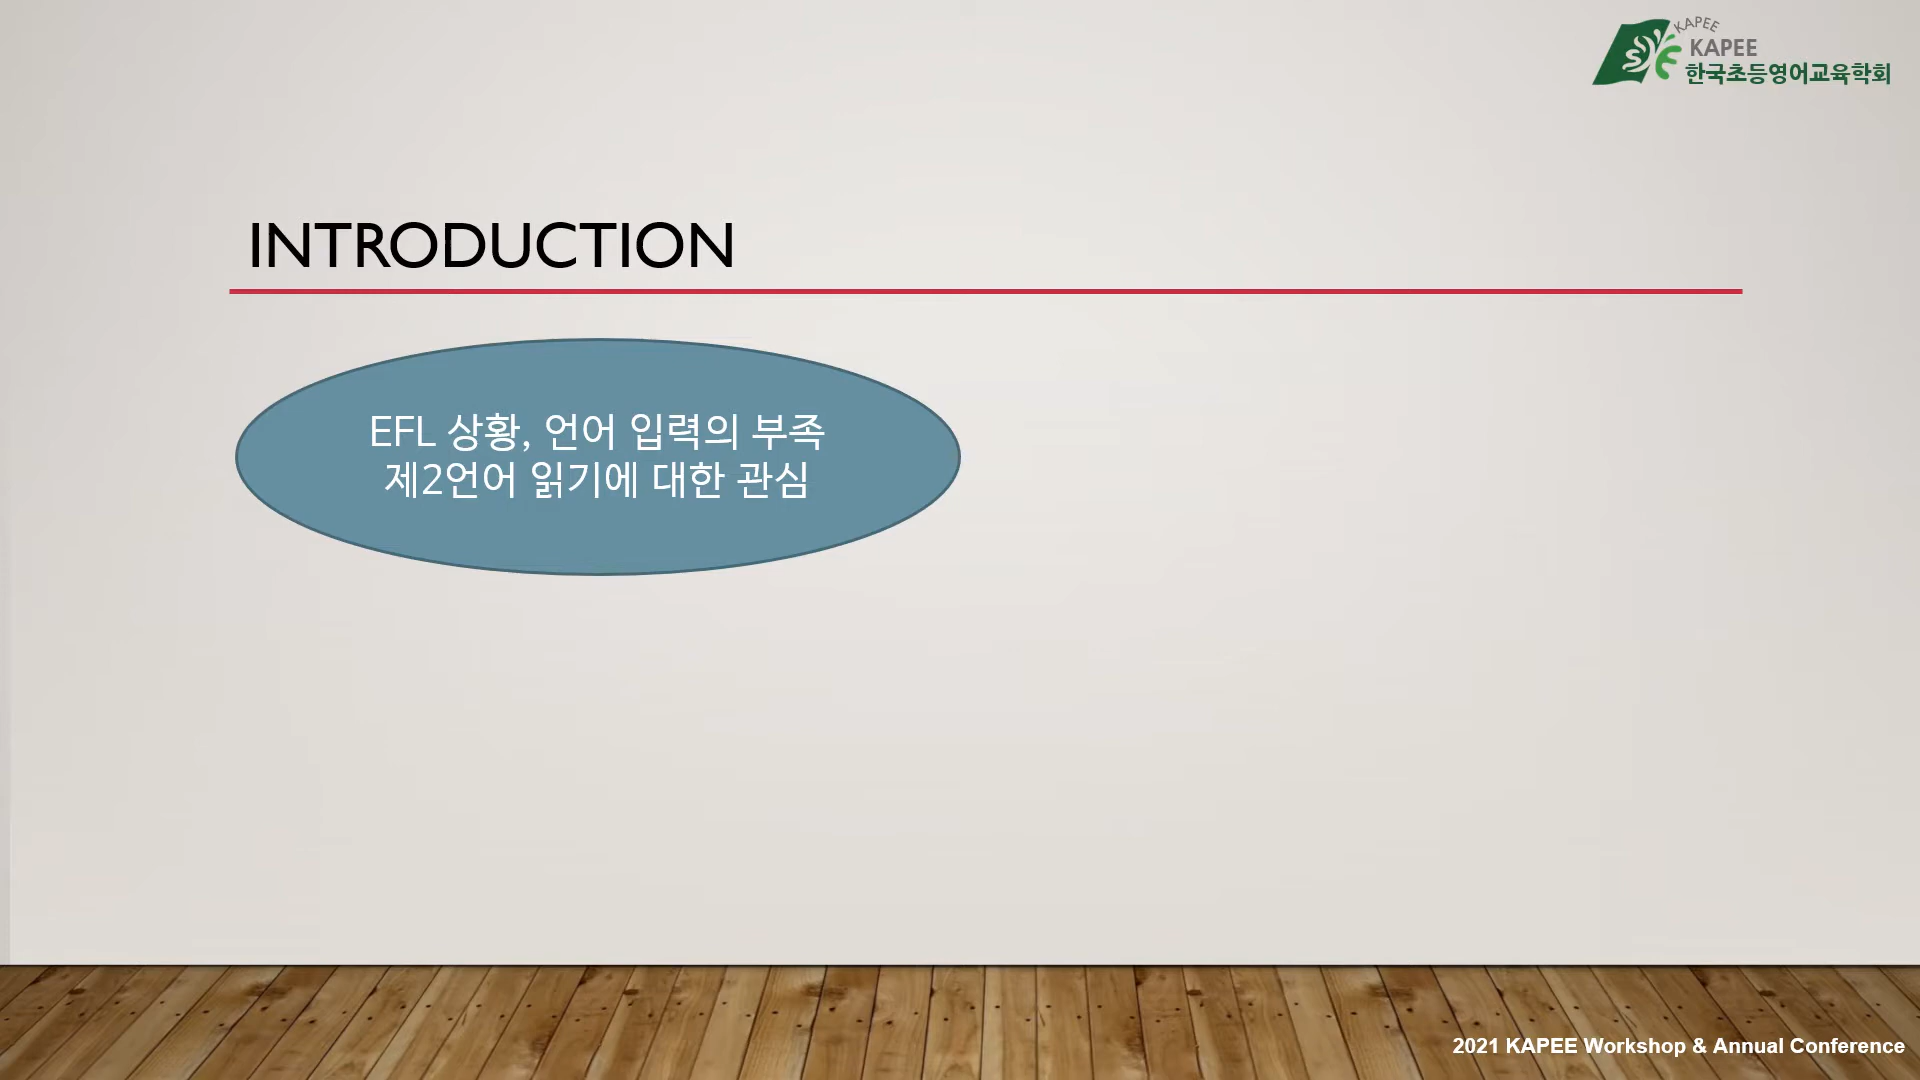 KAPEE
KAPEE
한국초등영어교육학회
INTRODUCTION
EFL 상황, 언어 입력의 부족
제2언어 읽기에 대한 관심
2021 KAPEE Workshop & Annual Conference